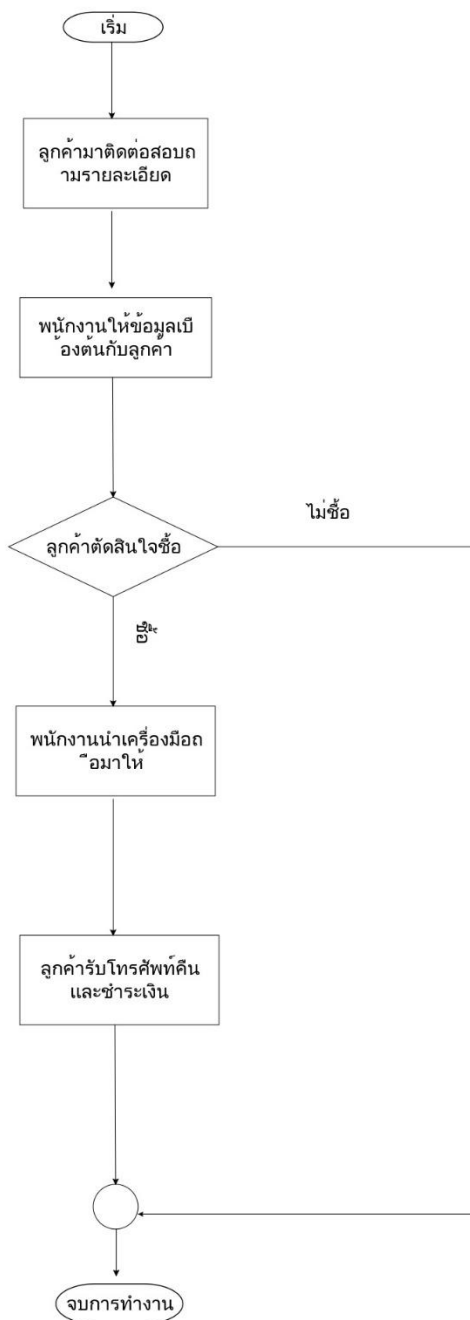 เริ่ม
ลูกค้ามาติดต่อสอบถ
ามรายละเอียด
พนักงานให้ข้อมูลเบื
้องต้นกับลูกค้า
ลูกค้าตัดสินใจซื้อ
ไม่ซื้อ
ซื้อ
พนักงานนำเครื่องมือถ
ือมาให้
ลูกค้ารับโทรศัพท์คืน
และชำระเงิน
จบการทำงาน